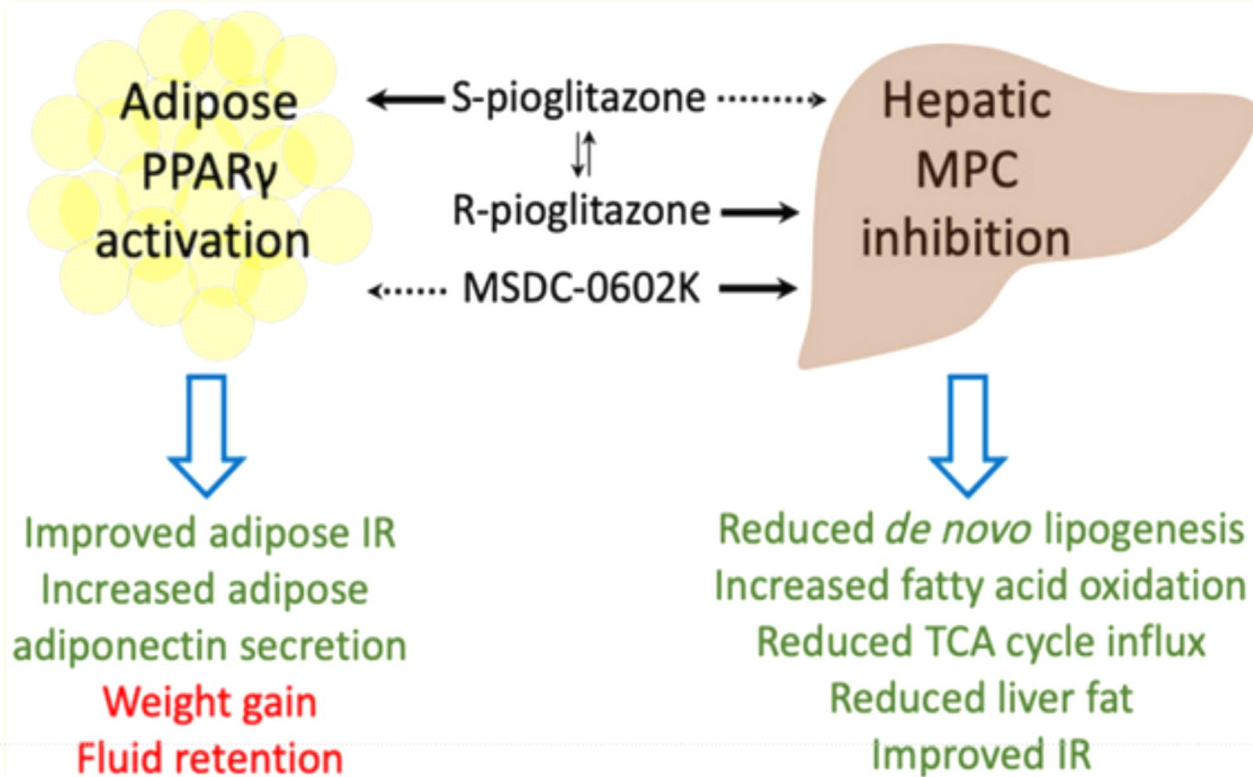 Adipose
PPARγ
activation
S-pioglitazone
R-pioglitazone
MSDC-0602K
Hepatic
MPC
inhibition
Improved adipose IR
Increased adipose
adiponectin secretion
Weight gain
Fluid retention
Reduced de novo lipogenesis
Increased fatty acid oxidation
Reduced TCA cycle influx
Reduced liver fat
Improved IR